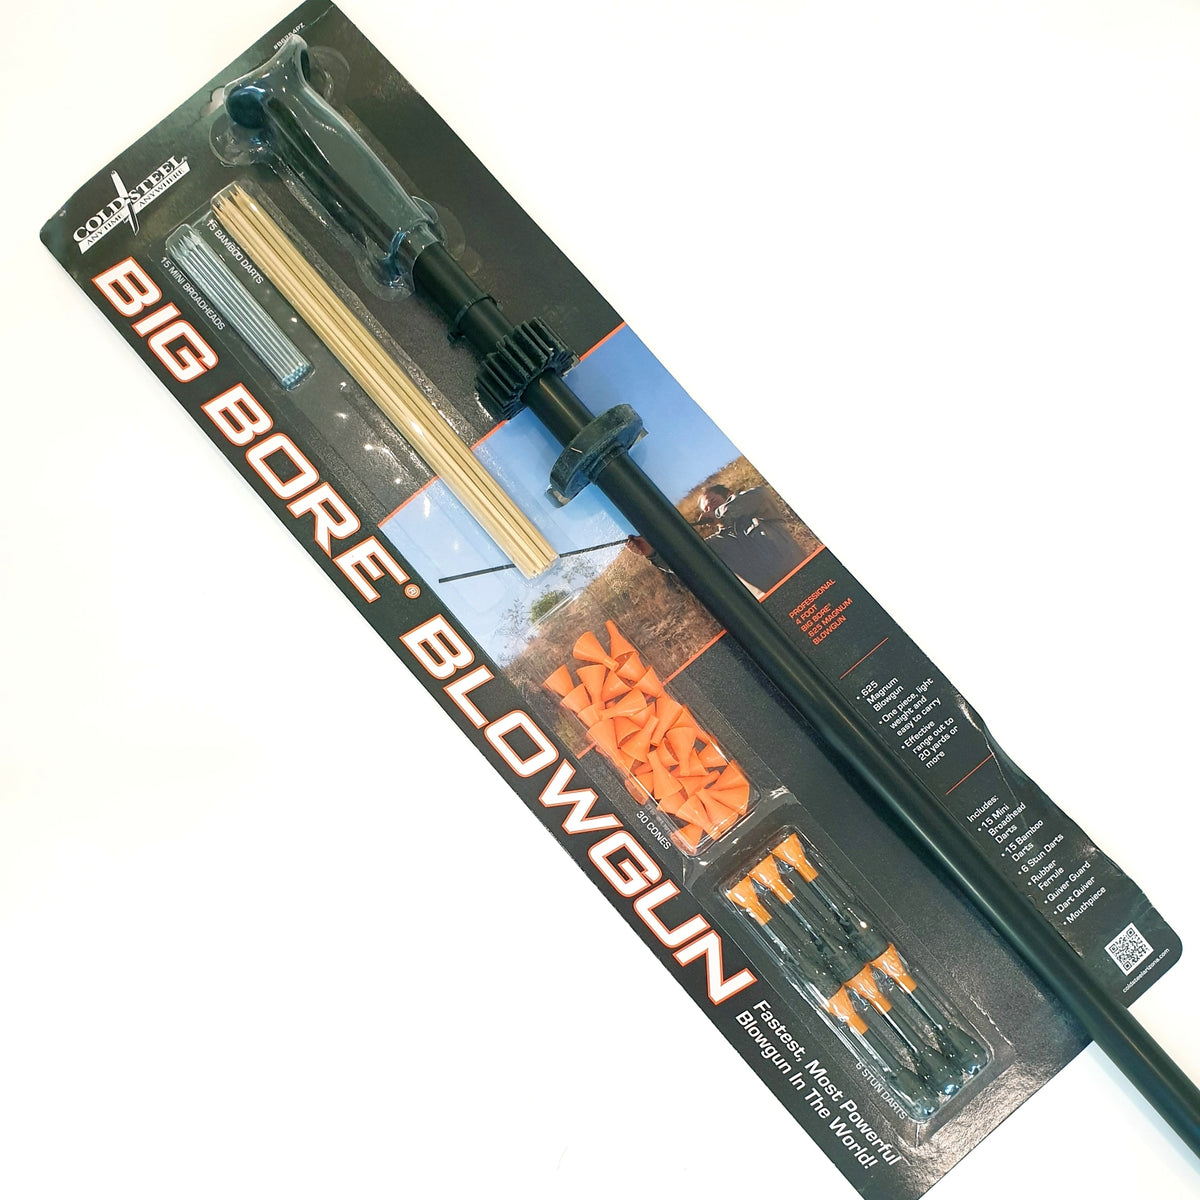 #B6254PZ
COLD STEEL®
ANYTIME ANYWHERE
15 BAMBOO DARTS
15 MINI BROADHEADS
BIG BORE® BLOWGUN
PROFESSIONAL
4 FOOT
BIG BORE®
.625 MAGNUM
BLOWGUN
• .625
Magnum
Blowgun
• One piece, light
weight and
easy to carry
• Effective
range out to
20 yards or
more
Includes:
• 15 Mini
Broadhead
Darts
• 15 Bamboo
Darts
• 6 Stun Darts
• Rubber
Ferrule
• Quiver Guard
• Dart Quiver
• Mouthpiece
coldsteelarizona.com
30 CONES
6 STUN DARTS
Fastest, Most Powerful
Blowgun In The World!